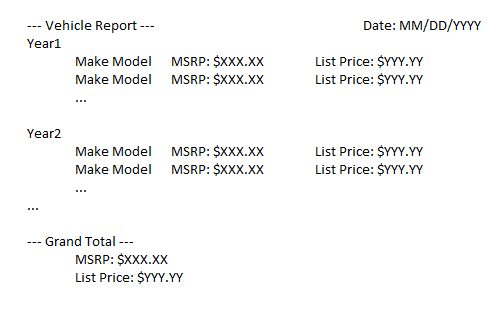 --- Vehicle Report --- Date: MM/DD/YYYY
Year1
Make Model MSRP: $XXX.XX List Price: $YYY.YY
Make Model MSRP: $XXX.XX List Price: $YYY.YY
...
Year2
Make Model MSRP: $XXX.XX List Price: $YYY.YY
Make Model MSRP: $XXX.XX List Price: $YYY.YY
...
...
--- Grand Total ---
MSRP: $XXX.XX
List Price: $YYY.YY